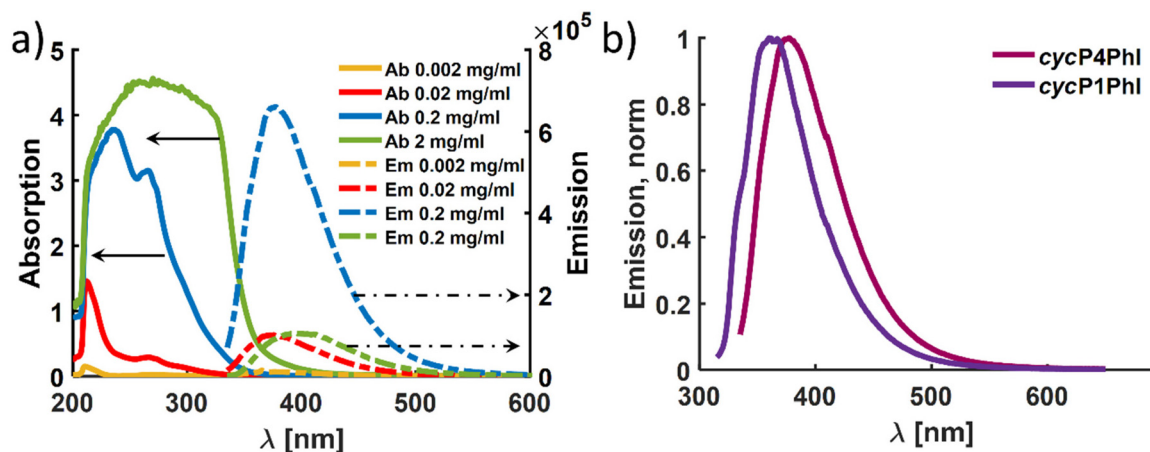 a)
×10⁵
5
4
3
2
1
0
Absorption
8
6
4
2
0
Emission
Ab 0.002 mg/ml
Ab 0.02 mg/ml
Ab 0.2 mg/ml
Ab 2 mg/ml
Em 0.002 mg/ml
Em 0.02 mg/ml
Em 0.2 mg/ml
Em 0.2 mg/ml
200 300 400 500 600
λ [nm]
b)
1
0.8
0.6
0.4
0.2
0
Emission, norm
cycP4PhI
cycP1PhI
300 400 500 600
λ [nm]